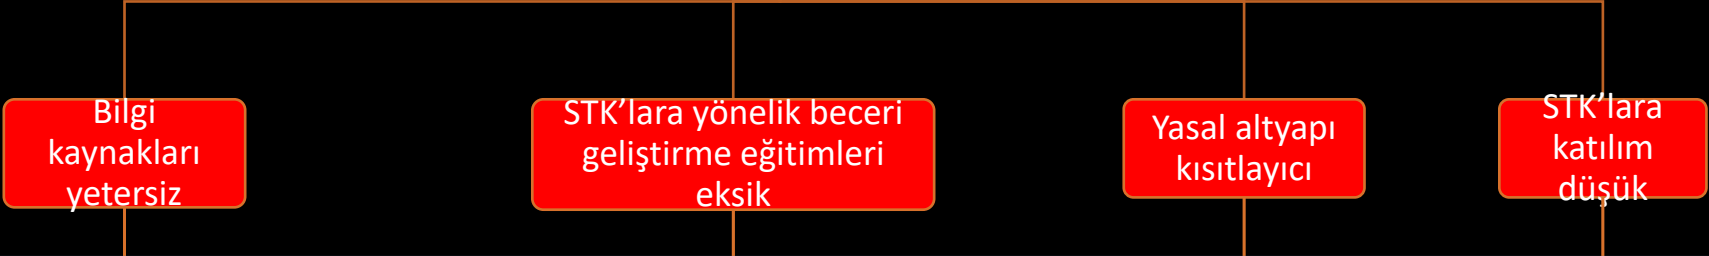 Bilgi
kaynakları
yetersiz
STK’lara yönelik beceri
geliştirme eğitimleri
eksik
Yasal altyapı
kısıtlayıcı
STK’lara
katılım
düşük